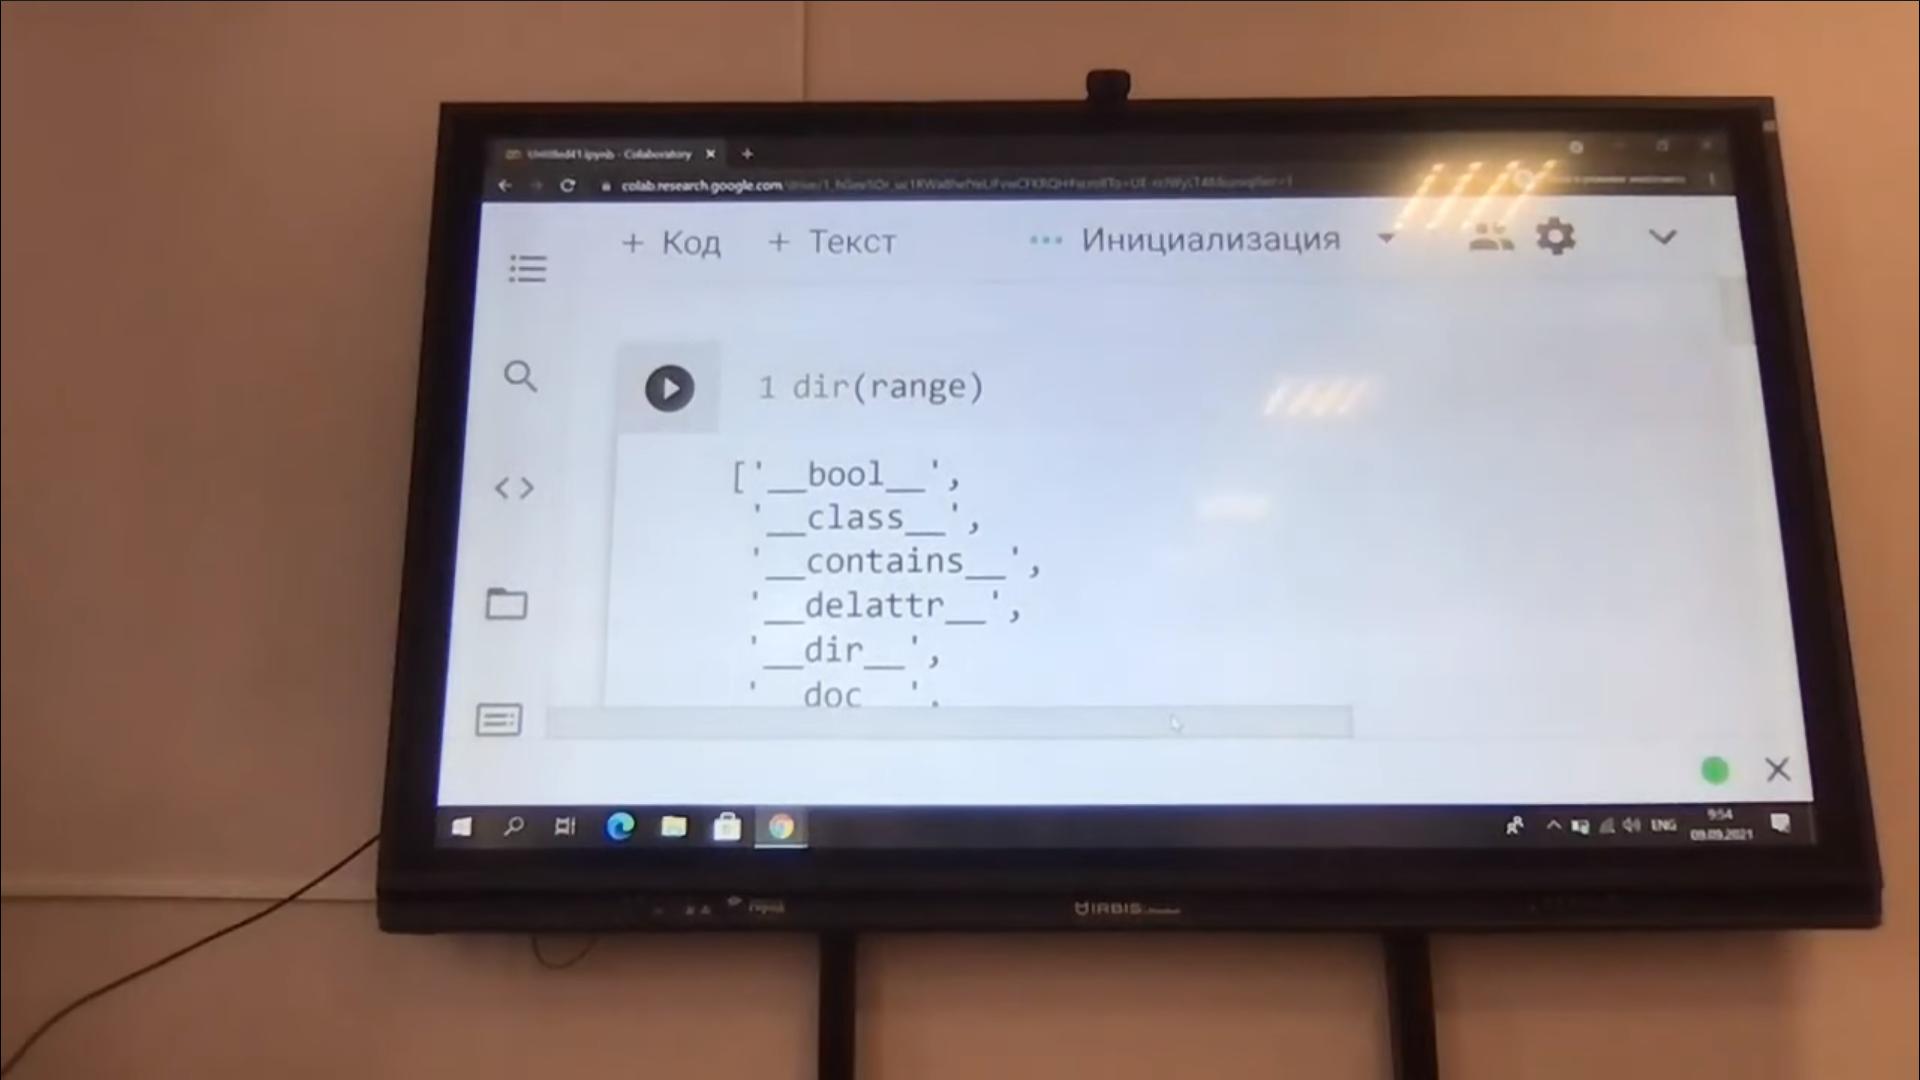 Untitled41.ipynb - Colaboratory
colab.research.google.com
+ Код + Текст
Инициализация
1 dir(range)
['__bool__',
'__class__',
'__contains__',
'__delattr__',
'__dir__',
'__doc__',
ENG
9:54
09.09.2021
IRBIS